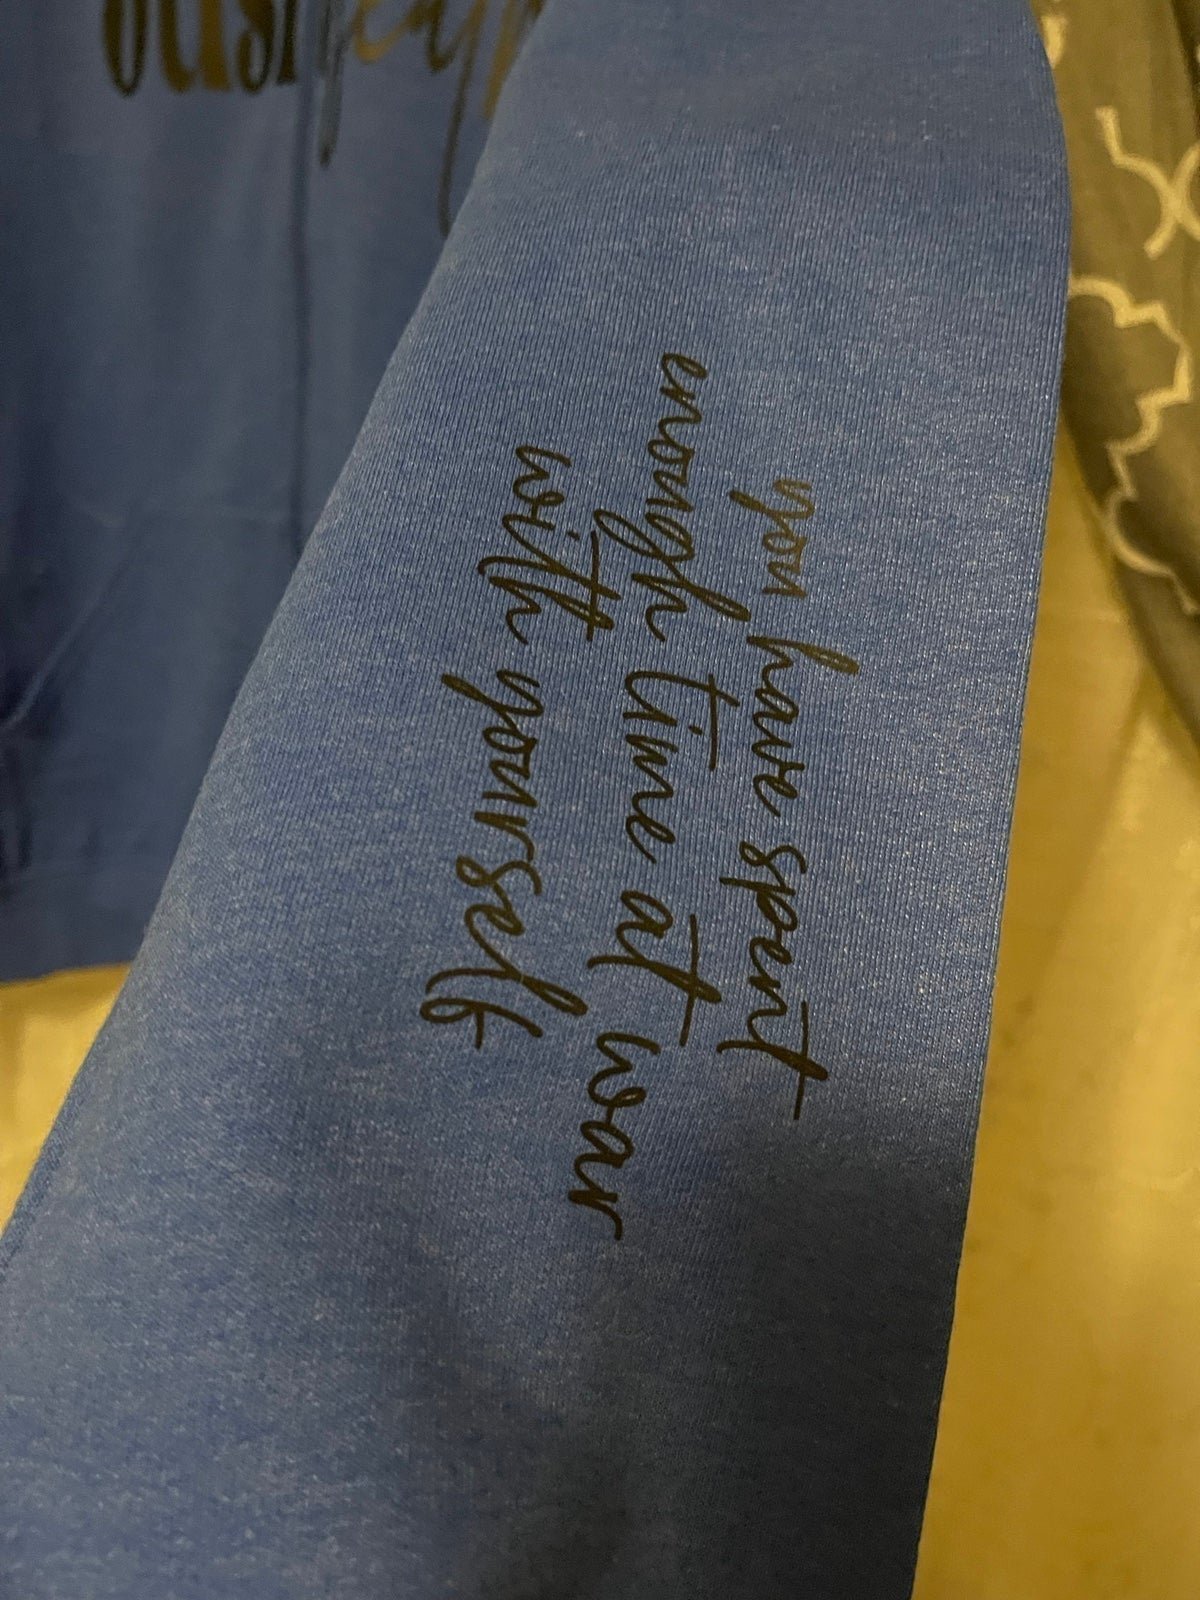 you have spent
enough time at war
with yourself